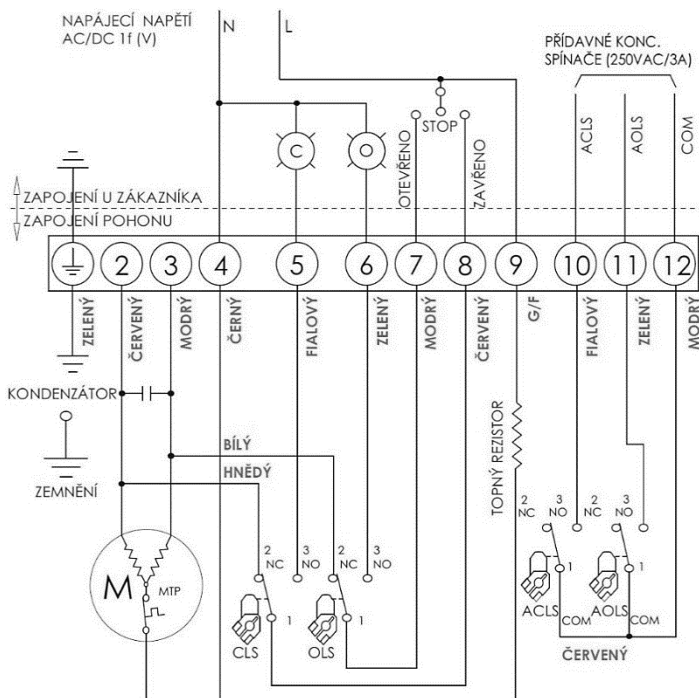 NAPÁJECÍ NAPĚTÍ
AC/DC 1f (V)
N
L
PŘÍDAVNÉ KONC.
SPÍNAČE (250VAC/3A)
STOP
OTEVŘENO
ZAVŘENO
ACLS
AOLS
COM
C
O
ZAPOJENÍ U ZÁKAZNÍKA
ZAPOJENÍ POHONU
2
3
4
5
6
7
8
9
10
11
12
ZELENÝ
ČERVENÝ
MODRÝ
ČERNÝ
FIALOVÝ
ZELENÝ
MODRÝ
ČERVENÝ
G/F
FIALOVÝ
ZELENÝ
MODRÝ
KONDENZÁTOR
ZEMNĚNÍ
BÍLÝ
HNĚDÝ
TOPNÝ REZISTOR
M
MTP
2
NC
3
NO
2
NC
3
NO
1
1
CLS
OLS
2
NC
3
NO
2
NC
3
NO
1
1
ACLS
AOLS
COM
COM
ČERVENÝ